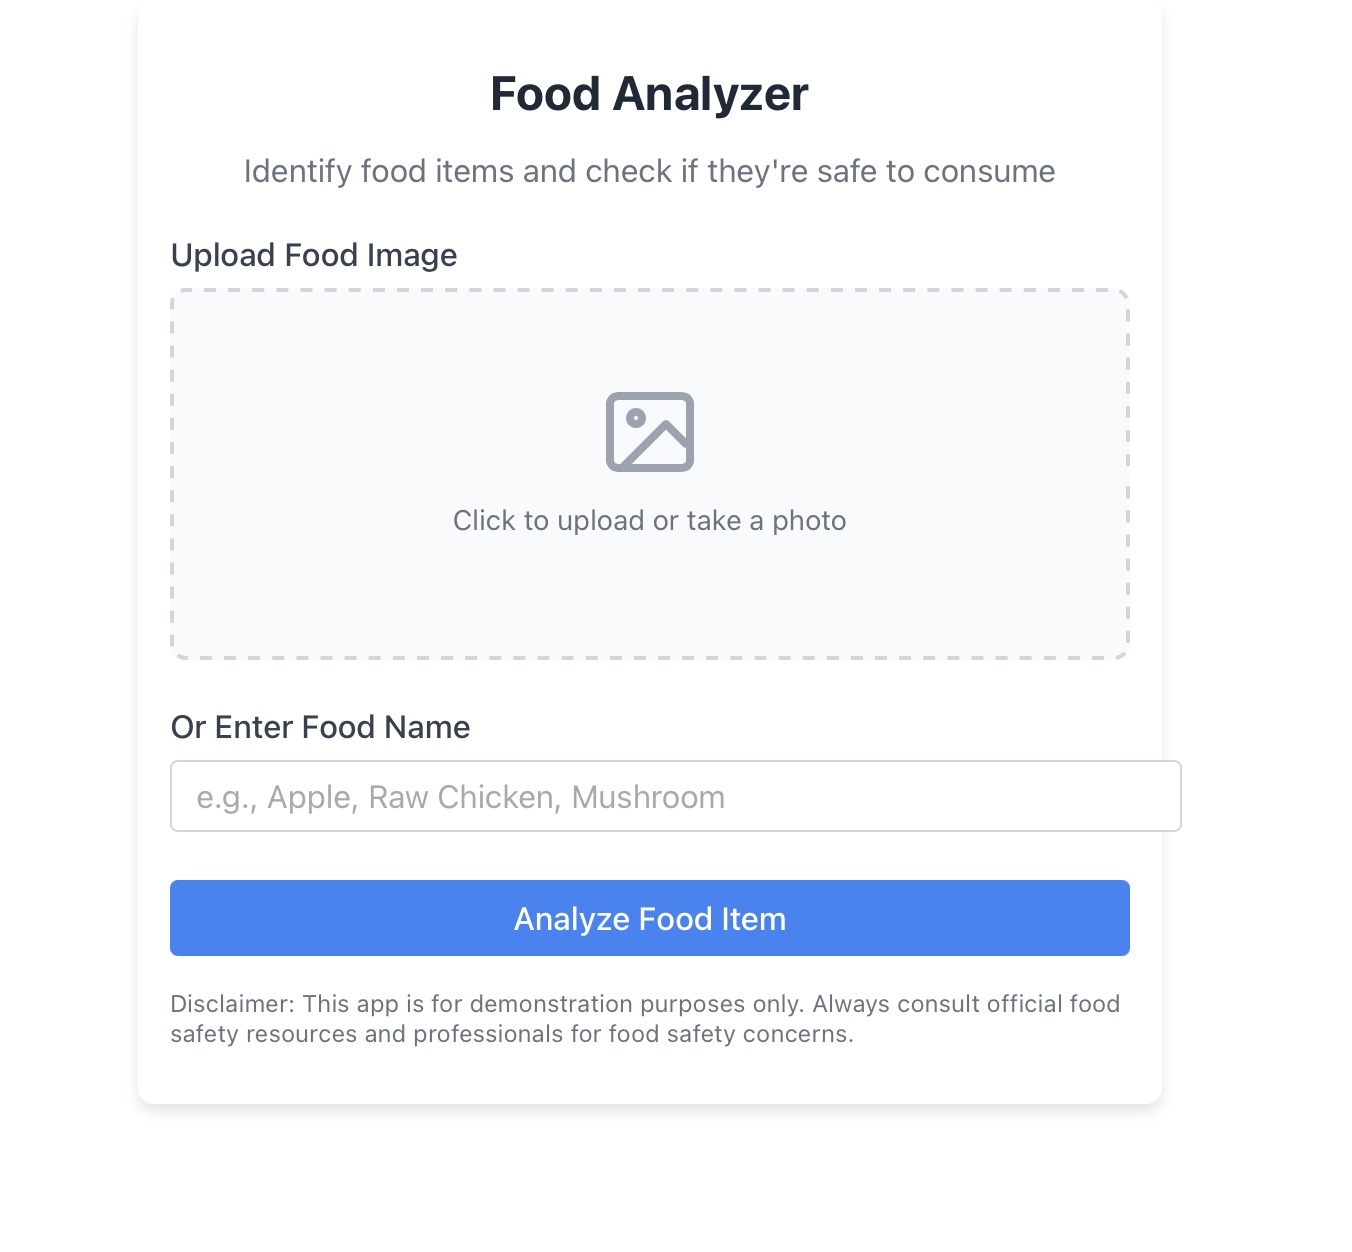 Food Analyzer
Identify food items and check if they're safe to consume
Upload Food Image
Click to upload or take a photo
Or Enter Food Name
e.g., Apple, Raw Chicken, Mushroom
Analyze Food Item
Disclaimer: This app is for demonstration purposes only. Always consult official food
safety resources and professionals for food safety concerns.